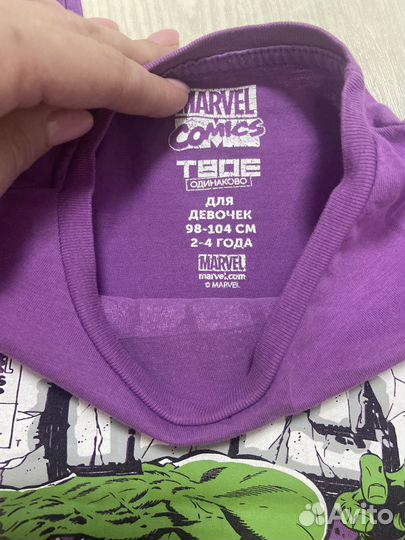 MARVEL
COMICS
ТВОЕ
ОДИНАКОВО
ДЛЯ
ДЕВОЧЕК
98-104 СМ
2-4 ГОДА
MARVEL
marvel.com
© MARVEL
Avito